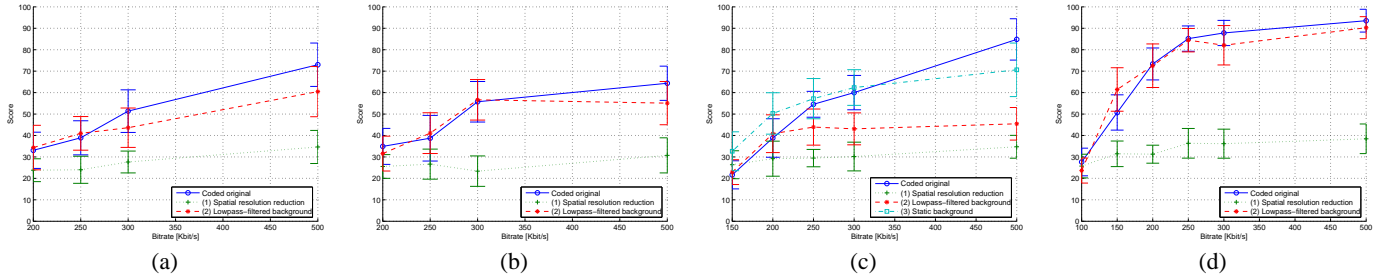 100
90
80
70
60
50
40
30
20
10
0
Score
200 250 300 350 400 450 500
Bitrate [Kbit/s]
Coded original
(1) Spatial resolution reduction
(2) Lowpass-filtered background
(a)
100
90
80
70
60
50
40
30
20
10
0
Score
200 250 300 350 400 450 500
Bitrate [Kbit/s]
Coded original
(1) Spatial resolution reduction
(2) Lowpass-filtered background
(b)
100
90
80
70
60
50
40
30
20
10
0
Score
150 200 250 300 350 400 450 500
Bitrate [Kbit/s]
Coded original
(1) Spatial resolution reduction
(2) Lowpass-filtered background
(3) Static background
(c)
100
90
80
70
60
50
40
30
20
10
0
Score
100 150 200 250 300 350 400 450 500
Bitrate [Kbit/s]
Coded original
(1) Spatial resolution reduction
(2) Lowpass-filtered background
(d)